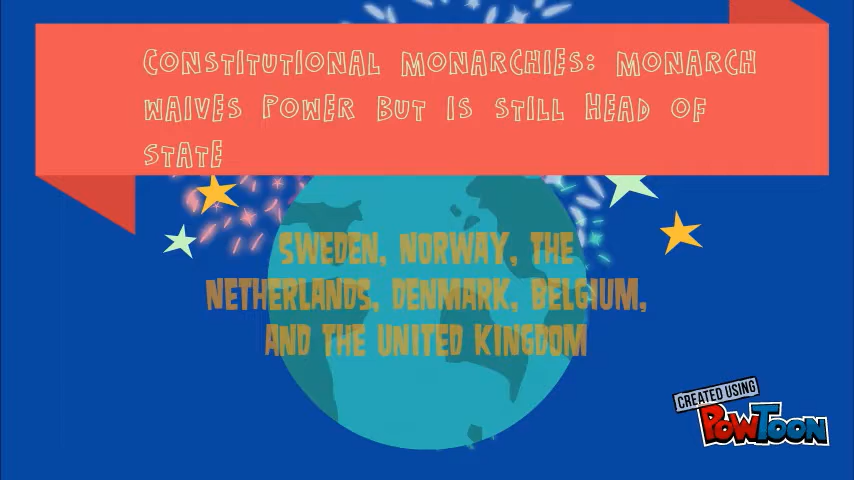 CONSTITUTIONAL MONARCHIES: MONARCH
WAIVES POWER BUT IS STILL HEAD OF
STATE
SWEDEN, NORWAY, THE
NETHERLANDS, DENMARK, BELGIUM,
AND THE UNITED KINGDOM
CREATED USING
POWTOON